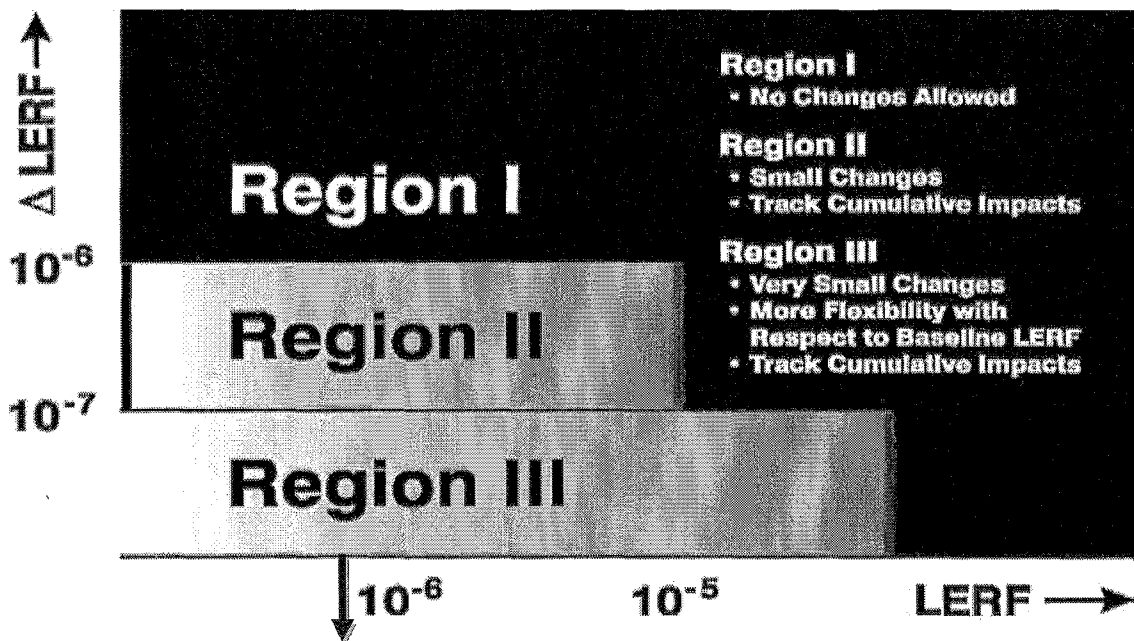 Δ LERF →
Region I
• No Changes Allowed
Region II
• Small Changes
• Track Cumulative Impacts
Region III
• Very Small Changes
• More Floxibility with
Respect to Baseline LERF
• Track Cumulative Impacts
Region I
10⁻⁶
Region II
10⁻⁷
Region III
10⁻⁶
10⁻⁵
LERF →